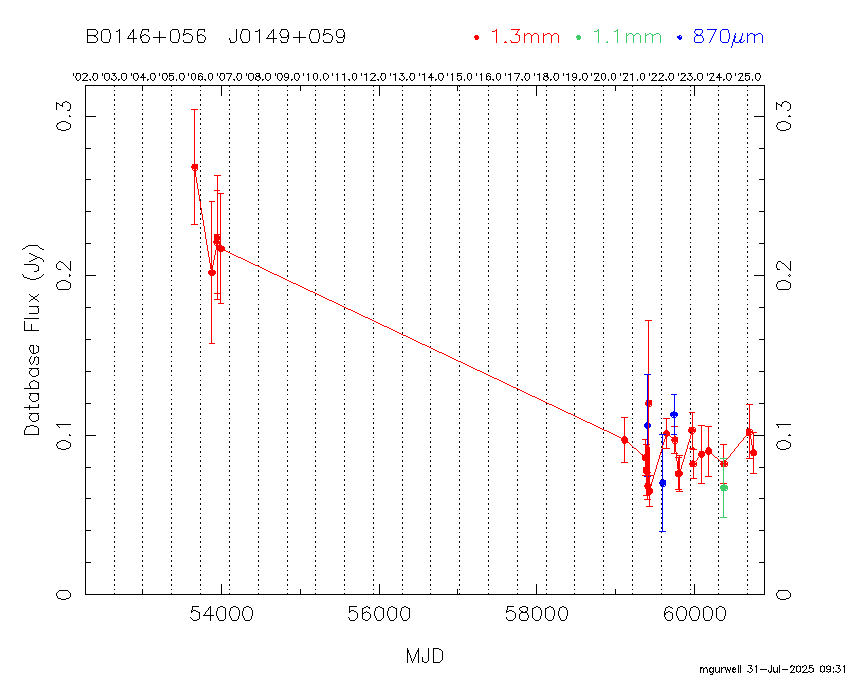 B0146+056 J0149+059 1.3mm 1.1mm 870μm
'02.0 '03.0 '04.0 '05.0 '06.0 '07.0 '08.0 '09.0 '10.0 '11.0 '12.0 '13.0 '14.0 '15.0 '16.0 '17.0 '18.0 '19.0 '20.0 '21.0 '22.0 '23.0 '24.0 '25.0
0.3 0.3
0.2 0.2
Database Flux (Jy)
0.1 0.1
0 0
54000 56000 58000 60000
MJD
mgurwell 31-Jul-2025 09:31